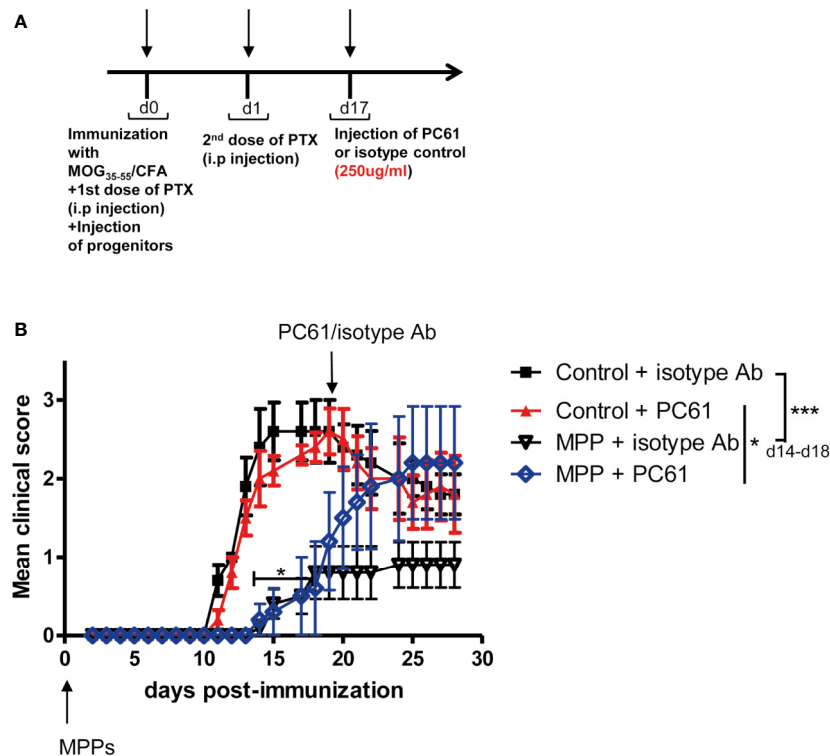 A
d0
d1
d17
Immunization
with
MOG35-55/CFA
+1st dose of PTX
(i.p injection)
+Injection
of progenitors
2nd dose of PTX
(i.p injection)
Injection of PC61
or isotype control
(250ug/ml)
B
PC61/isotype Ab
Mean clinical score
3
2
1
0
*
0
5
10
15
20
25
30
days post-immunization
MPPs
Control + isotype Ab
Control + PC61
MPP + isotype Ab
MPP + PC61
***
*
d14-d18